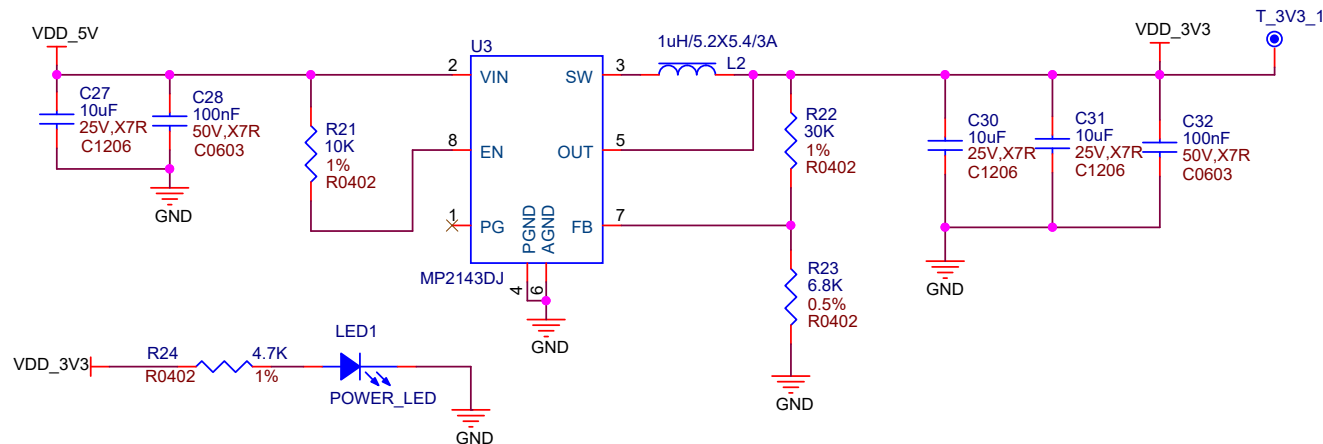 VDD_5V
C27
10uF
25V,X7R
C1206
C28
100nF
50V,X7R
C0603
GND
R21
10K
1%
R0402
U3
2 VIN
8 EN
1 PG
SW 3
OUT 5
FB 7
PGND
AGND
4
6
MP2143DJ
GND
1uH/5.2X5.4/3A
L2
R22
30K
1%
R0402
R23
6.8K
0.5%
R0402
GND
C30
10uF
25V,X7R
C1206
C31
10uF
25V,X7R
C1206
C32
100nF
50V,X7R
C0603
GND
VDD_3V3
T_3V3_1
VDD_3V3
R24
R0402
4.7K
1%
LED1
POWER_LED
GND